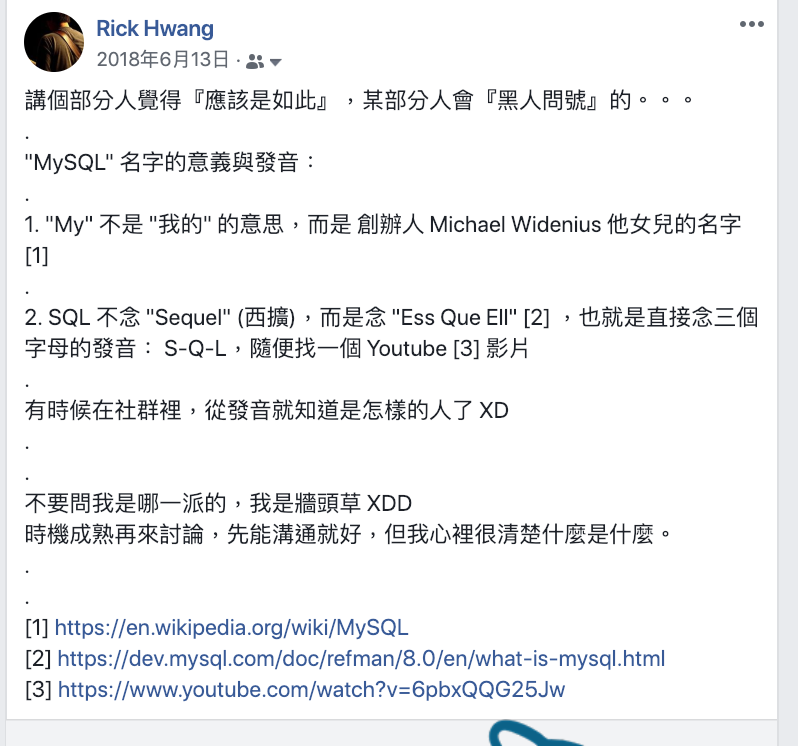 Rick Hwang
2018年6月13日 ·
講個部分人覺得『應該是如此』，某部分人會『黑人問號』的。。。
.
"MySQL" 名字的意義與發音：
.
1. "My" 不是 "我的" 的意思，而是 創辦人 Michael Widenius 他女兒的名字
[1]
.
2. SQL 不念 "Sequel" (西擴)，而是念 "Ess Que Ell" [2] ，也就是直接念三個
字母的發音： S-Q-L，隨便找一個 Youtube [3] 影片
.
有時候在社群裡，從發音就知道是怎樣的人了 XD
.
.
不要問我是哪一派的，我是牆頭草 XDD
時機成熟再來討論，先能溝通就好，但我心裡很清楚什麼是什麼。
.
.
[1] https://en.wikipedia.org/wiki/MySQL
[2] https://dev.mysql.com/doc/refman/8.0/en/what-is-mysql.html
[3] https://www.youtube.com/watch?v=6pbxQQG25Jw